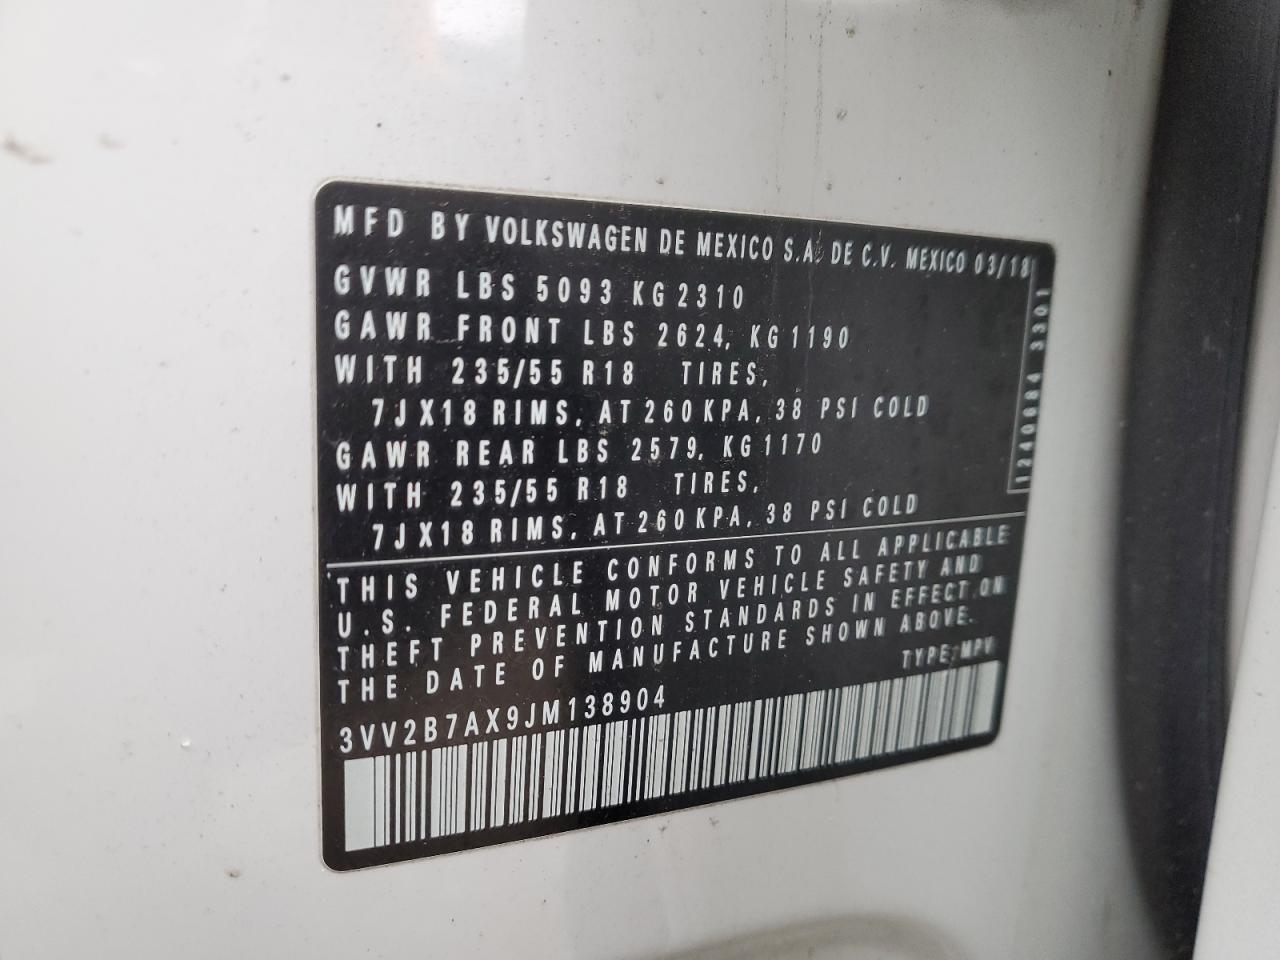 MFD BY VOLKSWAGEN DE MEXICO S.A. DE C.V. MEXICO 03/18
GVWR LBS 5093 KG 2310
GAWR FRONT LBS 2624, KG 1190
WITH 235/55 R18 TIRES,
7JX18 RIMS, AT 260 KPA, 38 PSI COLD
GAWR REAR LBS 2579, KG 1170
WITH 235/55 R18 TIRES,
7JX18 RIMS, AT 260 KPA, 38 PSI COLD
1240884 3301
THIS VEHICLE CONFORMS TO ALL APPLICABLE
U.S. FEDERAL MOTOR VEHICLE SAFETY AND
THEFT PREVENTION STANDARDS IN EFFECT ON
THE DATE OF MANUFACTURE SHOWN ABOVE.
TYPE: MPV
3VV2B7AX9JM138904